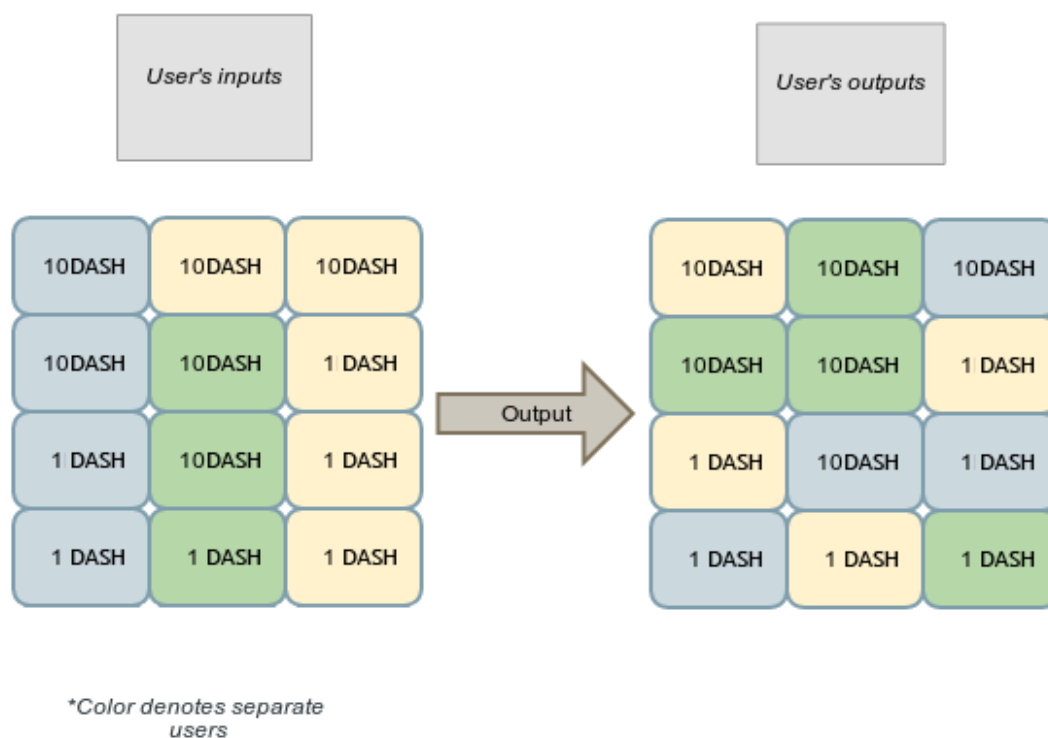 User's inputs
User's outputs
10DASH 10DASH 10DASH
10DASH 10DASH 1 DASH
1 DASH 10DASH 1 DASH
1 DASH 1 DASH 1 DASH
Output
10DASH 10DASH 10DASH
10DASH 10DASH 1 DASH
1 DASH 10DASH 1 DASH
1 DASH 1 DASH 1 DASH
*Color denotes separate
users